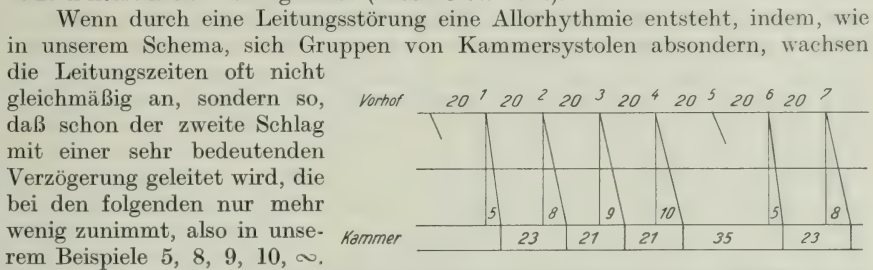 Wenn durch eine Leitungsstörung eine Allorhythmie entsteht, indem, wie
in unserem Schema, sich Gruppen von Kammersystolen absondern, wachsen
die Leitungszeiten oft nicht
gleichmäßig an, sondern so,
daß schon der zweite Schlag
mit einer sehr bedeutenden
Verzögerung geleitet wird, die
bei den folgenden nur mehr
wenig zunimmt, also in unse-
rem Beispiele 5, 8, 9, 10, ∞.
Vorhof 20 1 20 2 20 3 20 4 20 5 20 6 20 7
5 8 9 10 5 8
Kammer 23 21 21 35 23